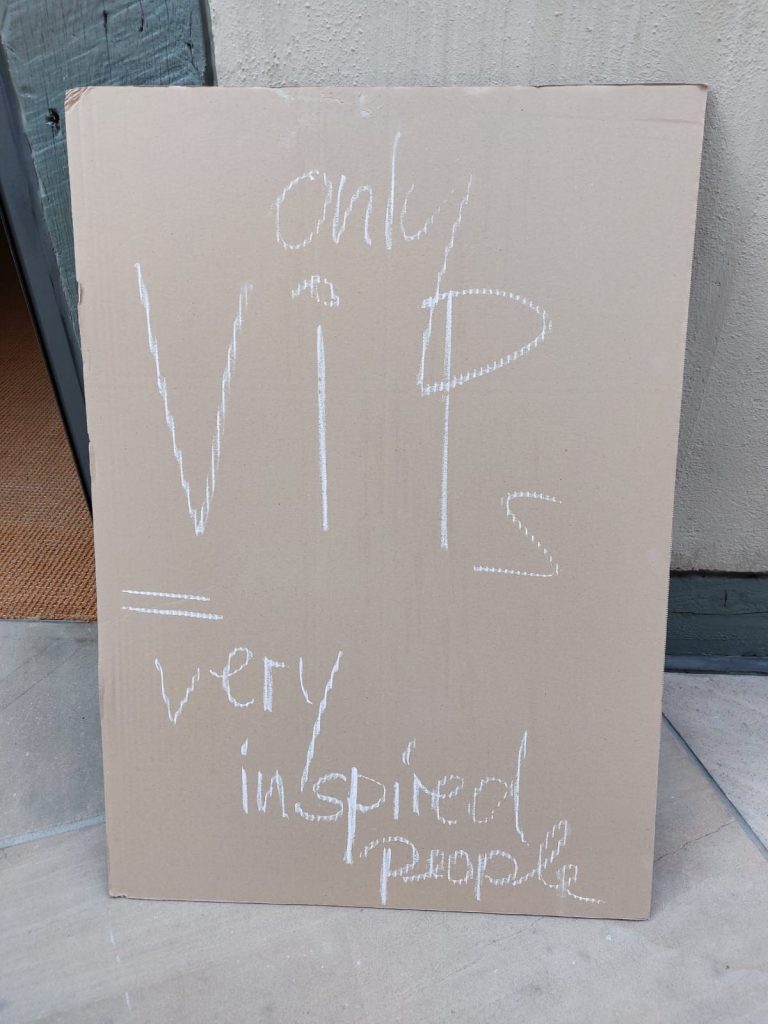 only
ViPs
=
very
inspired
people